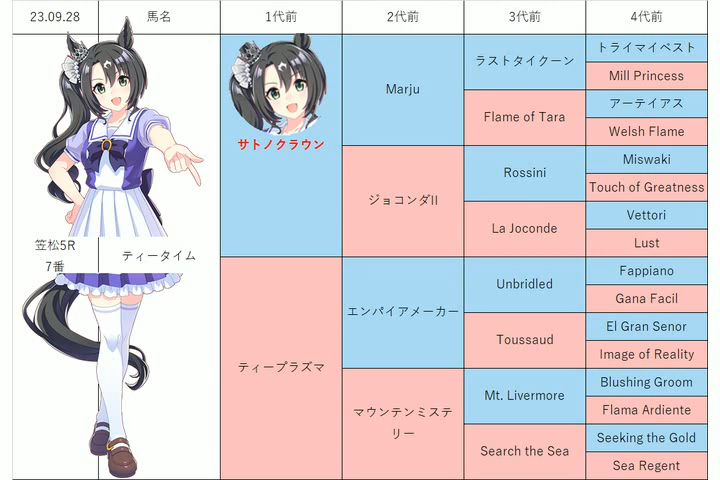 23.09.28 馬名 1代前 2代前 3代前 4代前
笠松5R
7番
ティータイム
サトノクラウン
ティープラズマ
Marju
ジョコンダII
エンパイアメーカー
マウンテンミステ
リー
ラストタイクーン
Flame of Tara
Rossini
La Joconde
Unbridled
Toussaud
Mt. Livermore
Search the Sea
トライマイベスト
Mill Princess
アーテイアス
Welsh Flame
Miswaki
Touch of Greatness
Vettori
Lust
Fappiano
Gana Facil
El Gran Senor
Image of Reality
Blushing Groom
Flama Ardiente
Seeking the Gold
Sea Regent